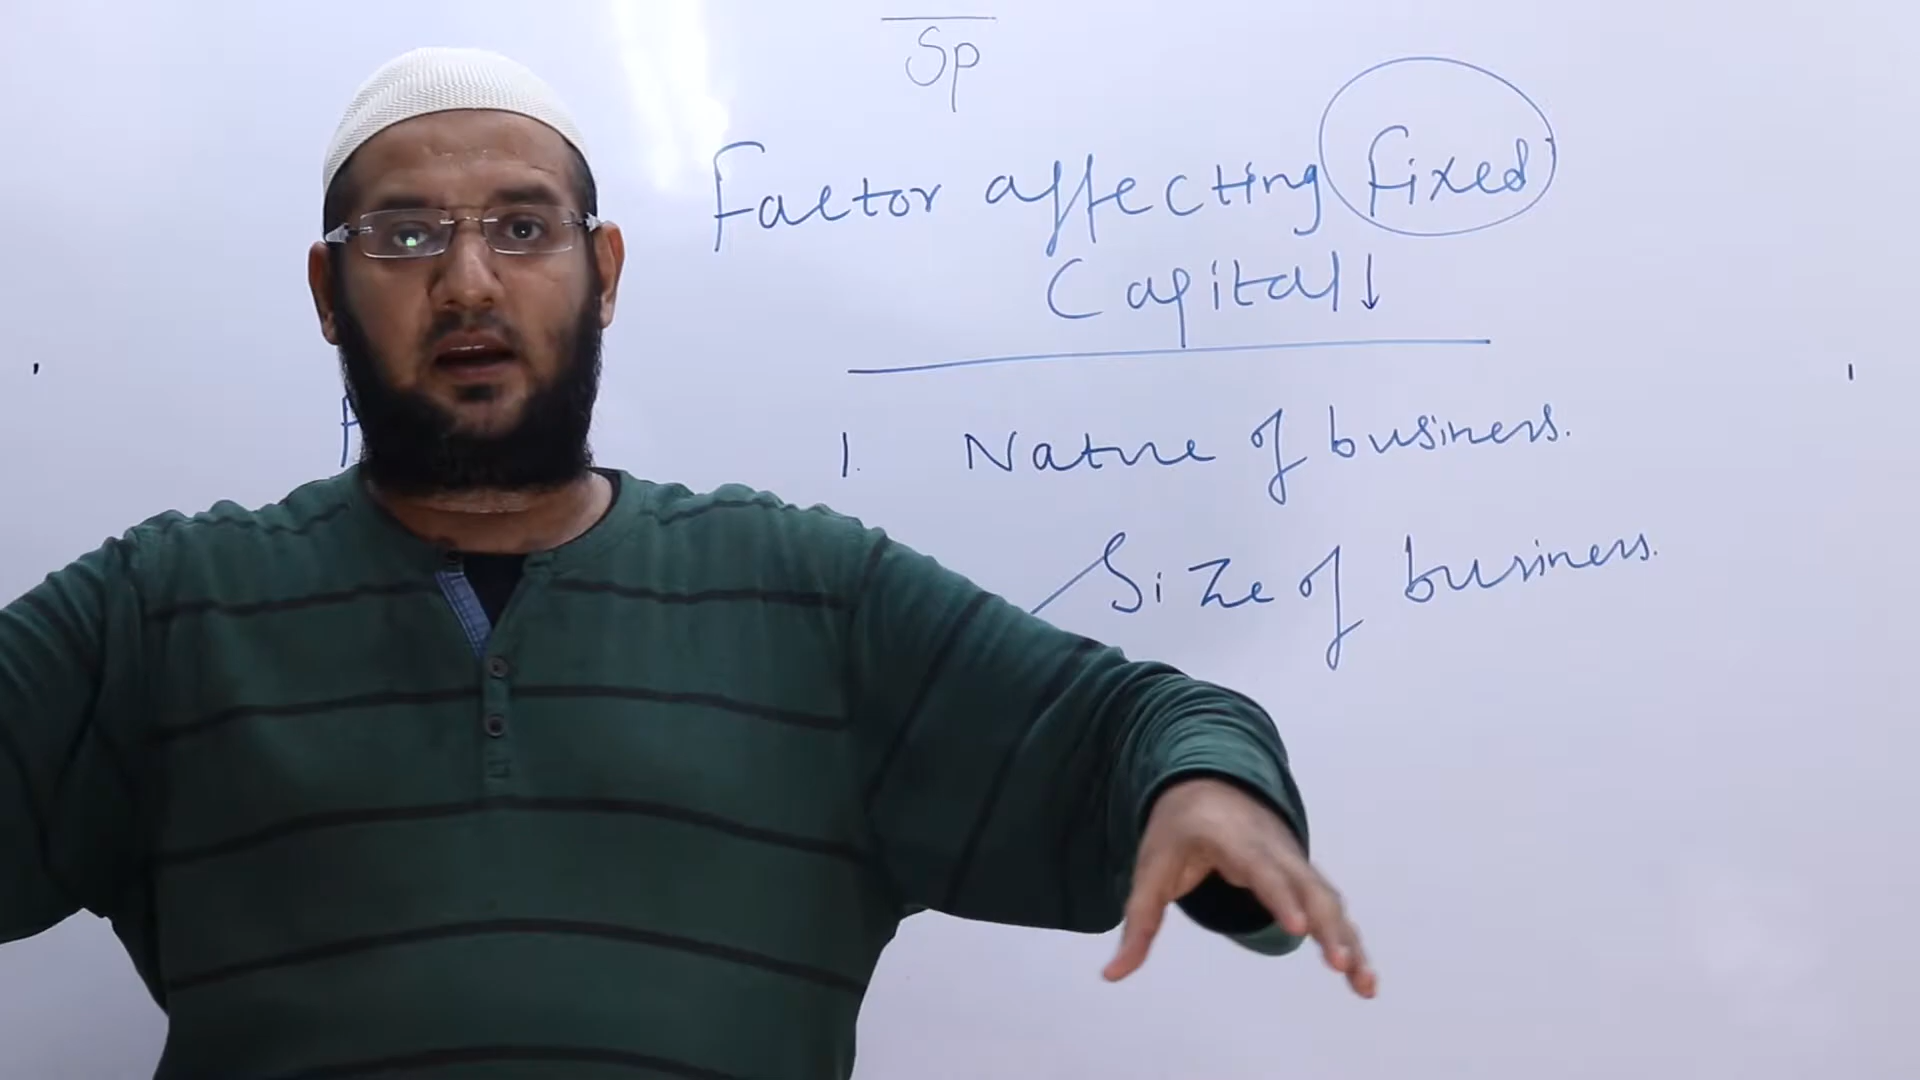 Sp
Factor affecting Fixed
Capital ↓
1. Nature of business.
Size of business.